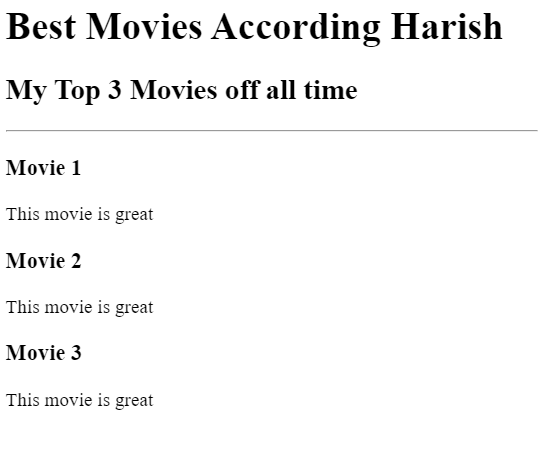 Best Movies According Harish
My Top 3 Movies off all time
Movie 1
This movie is great
Movie 2
This movie is great
Movie 3
This movie is great